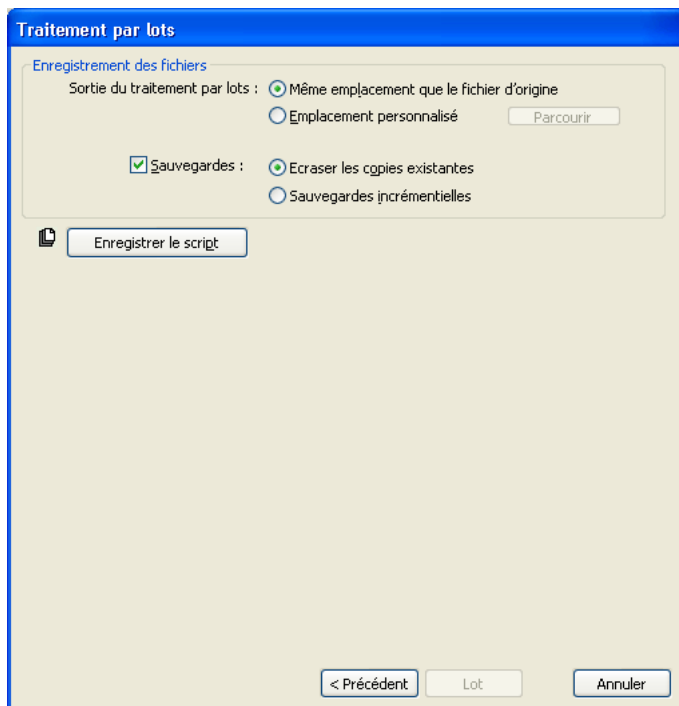 Traitement par lots
Enregistrement des fichiers
Sortie du traitement par lots : Même emplacement que le fichier d'origine
Emplacement personnalisé Parcourir
Sauvegardes : Ecraser les copies existantes
Sauvegardes incrémentielles
Enregistrer le script
< Précédent Lot Annuler